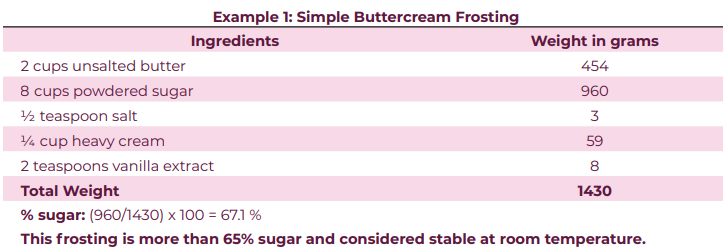 Example 1: Simple Buttercream Frosting
Ingredients Weight in grams
2 cups unsalted butter 454
8 cups powdered sugar 960
½ teaspoon salt 3
¼ cup heavy cream 59
2 teaspoons vanilla extract 8
Total Weight 1430
% sugar: (960/1430) x 100 = 67.1 %
This frosting is more than 65% sugar and considered stable at room temperature.